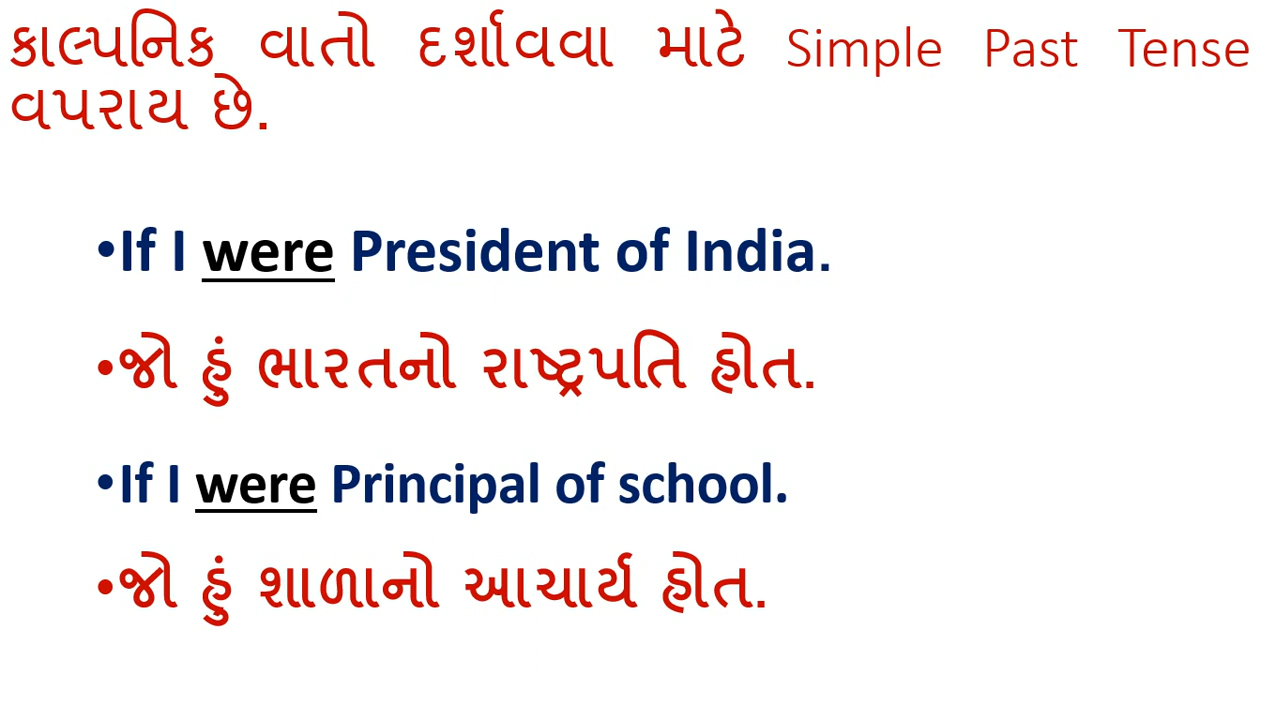 કાલ્પનિક વાતો દર્શાવવા માટે Simple Past Tense
વપરાય છે.
•If I were President of India.
•જો હું ભારતનો રાષ્ટ્રપતિ હોત.
•If I were Principal of school.
•જો હું શાળાનો આચાર્ય હોત.